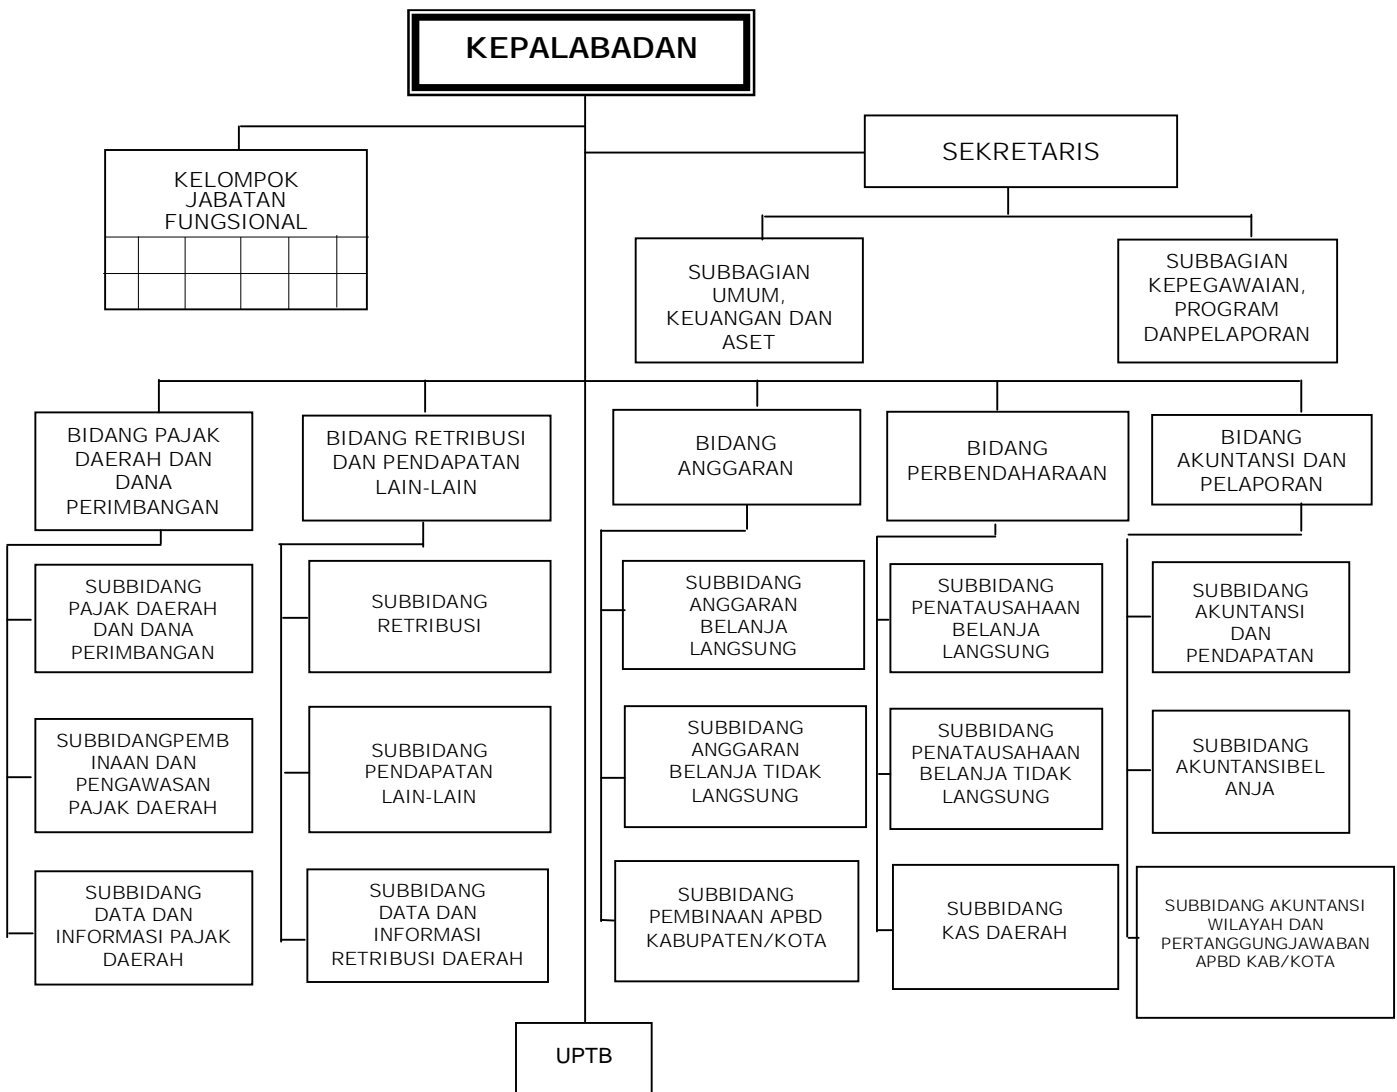 KEPALABADAN
SEKRETARIS
KELOMPOK
JABATAN
FUNGSIONAL
SUBBAGIAN
UMUM,
KEUANGAN DAN
ASET
SUBBAGIAN
KEPEGAWAIAN,
PROGRAM
DANPELAPORAN
BIDANG PAJAK
DAERAH DAN
DANA
PERIMBANGAN
BIDANG RETRIBUSI
DAN PENDAPATAN
LAIN-LAIN
BIDANG
ANGGARAN
BIDANG
PERBENDAHARAAN
BIDANG
AKUNTANSI DAN
PELAPORAN
SUBBIDANG
PAJAK DAERAH
DAN DANA
PERIMBANGAN
SUBBIDANG
RETRIBUSI
SUBBIDANG
ANGGARAN
BELANJA
LANGSUNG
SUBBIDANG
PENATAUSAHAAN
BELANJA
LANGSUNG
SUBBIDANG
AKUNTANSI
DAN
PENDAPATAN
SUBBIDANGPEMB
INAAN DAN
PENGAWASAN
PAJAK DAERAH
SUBBIDANG
PENDAPATAN
LAIN-LAIN
SUBBIDANG
ANGGARAN
BELANJA TIDAK
LANGSUNG
SUBBIDANG
PENATAUSAHAAN
BELANJA TIDAK
LANGSUNG
SUBBIDANG
AKUNTANSIBEL
ANJA
SUBBIDANG
DATA DAN
INFORMASI PAJAK
DAERAH
SUBBIDANG
DATA DAN
INFORMASI
RETRIBUSI DAERAH
SUBBIDANG
PEMBINAAN APBD
KABUPATEN/KOTA
SUBBIDANG
KAS DAERAH
SUBBIDANG AKUNTANSI
WILAYAH DAN
PERTANGGUNGJAWABAN
APBD KAB/KOTA
UPTB